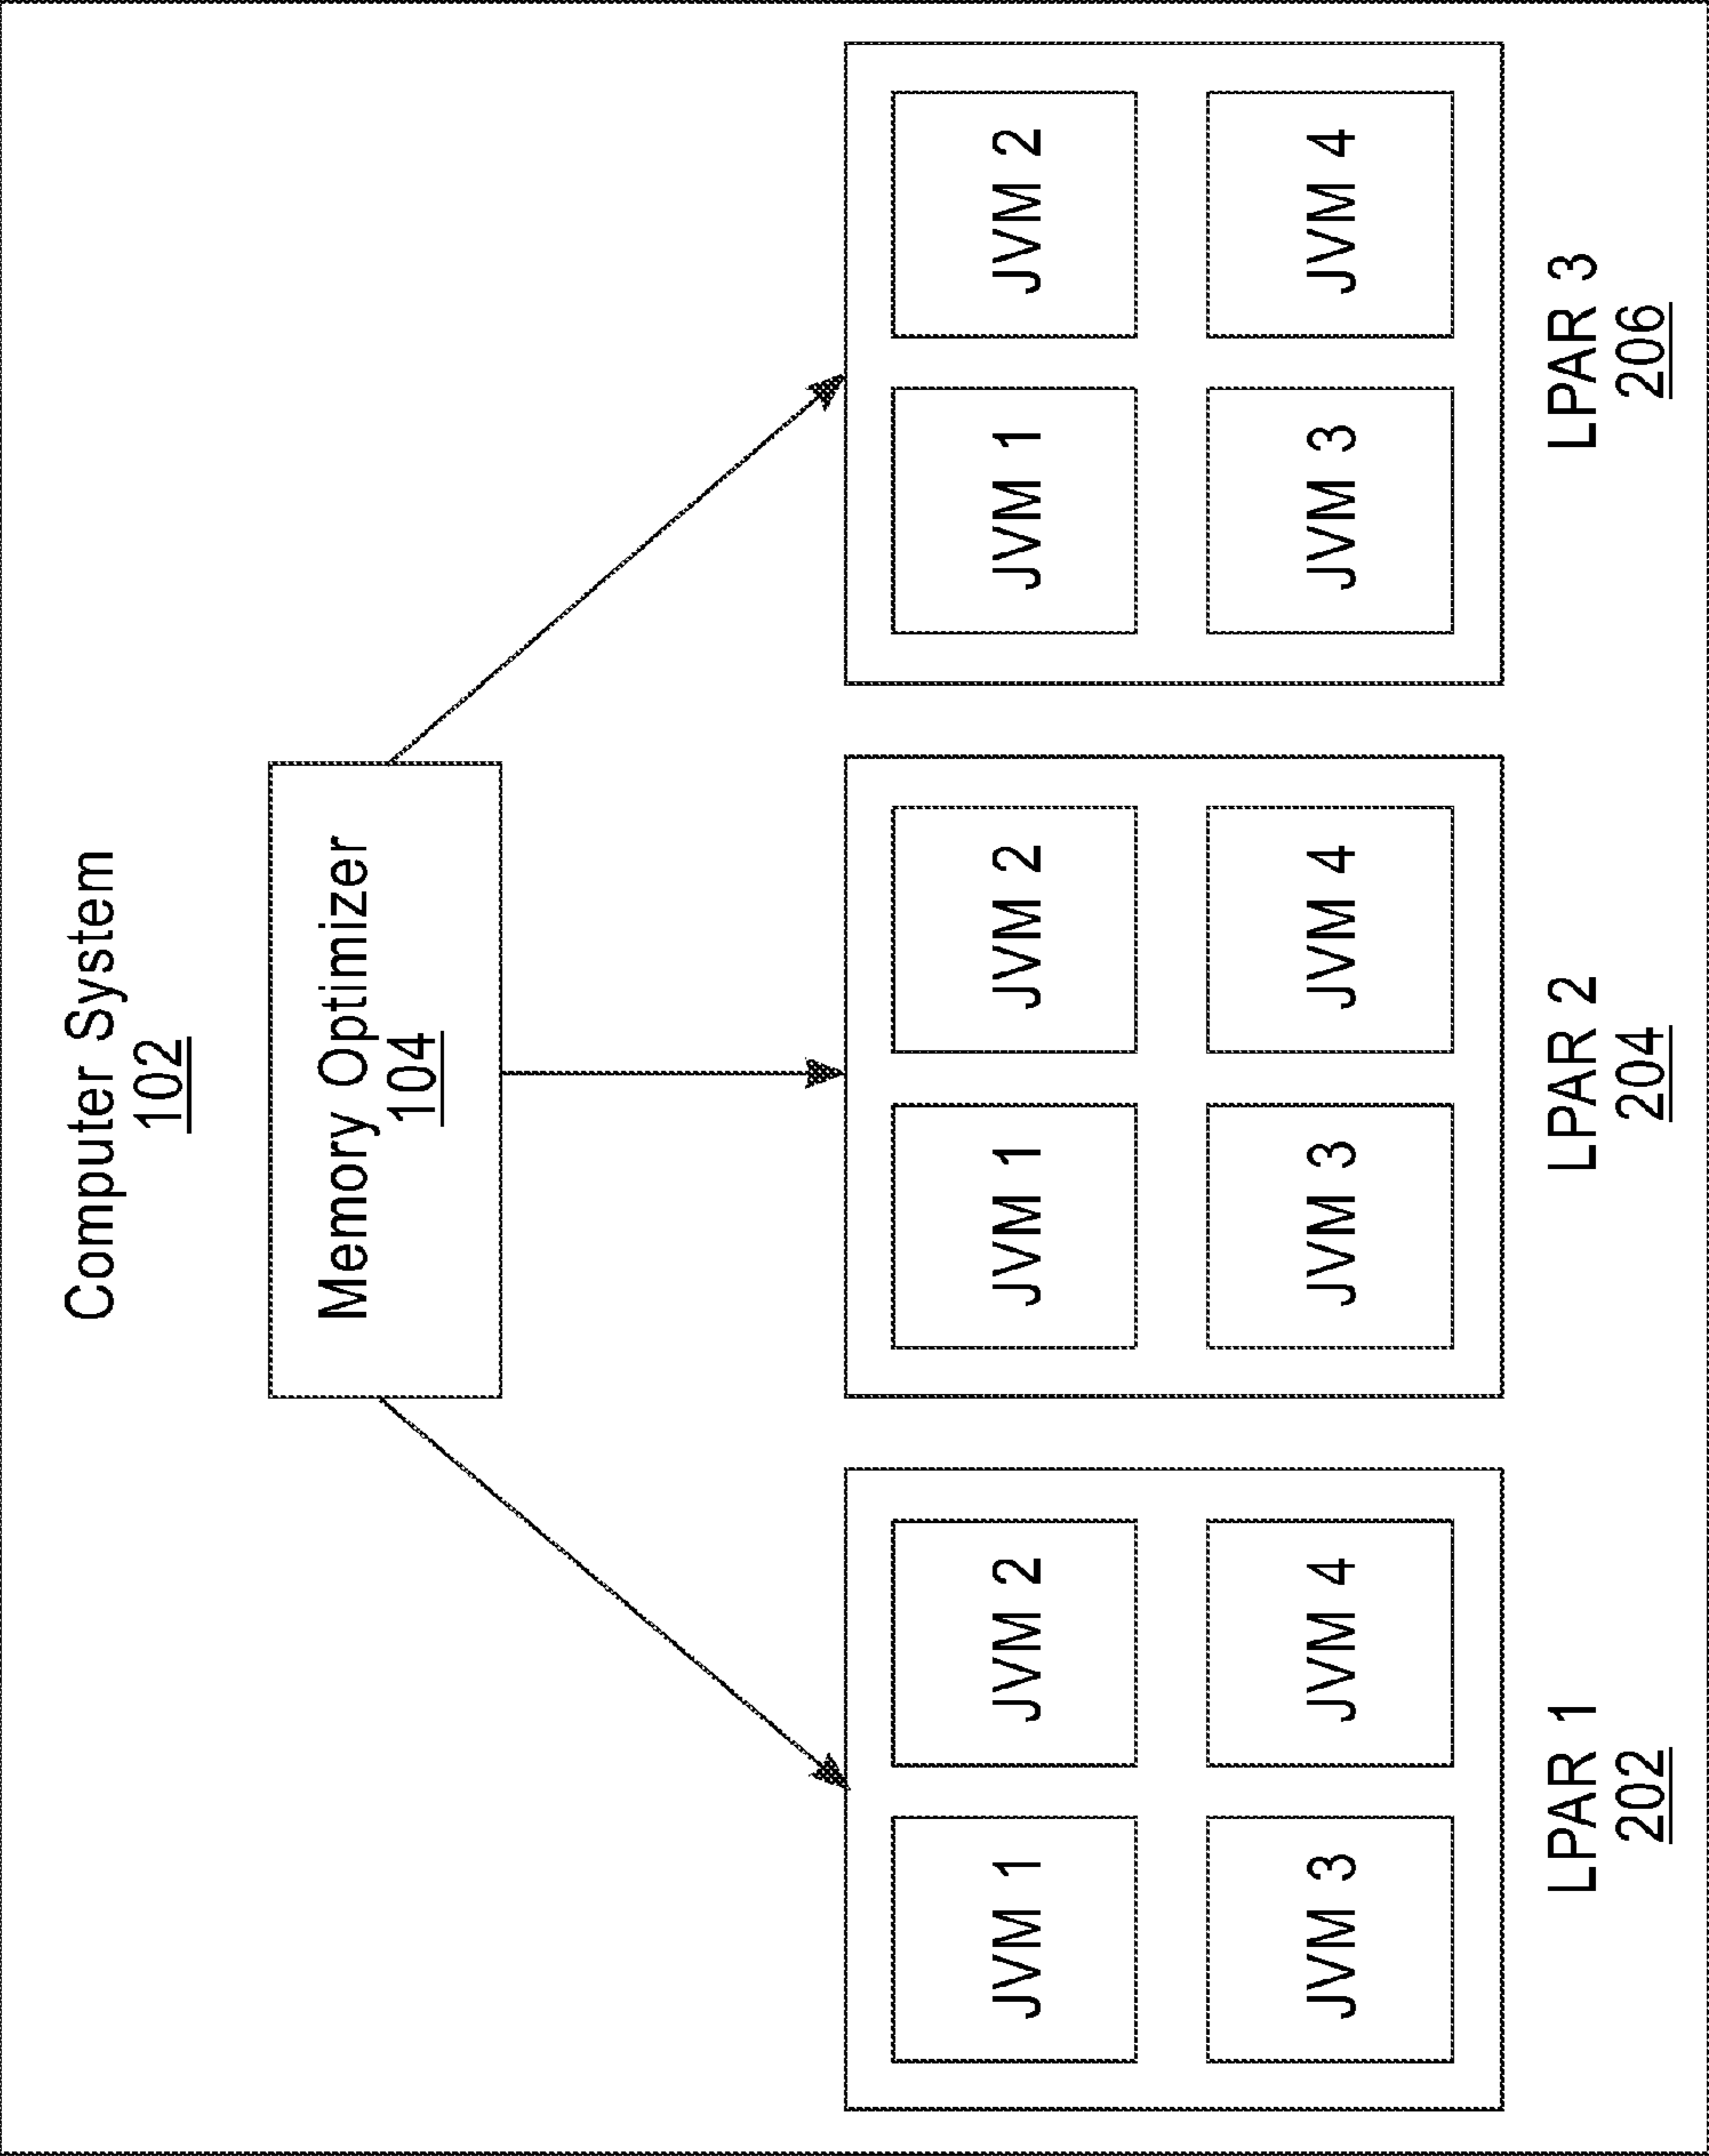 Computer System
102
Memory Optimizer
104
JVM 1
JVM 2
JVM 3
JVM 4
LPAR 1
202
JVM 1
JVM 2
JVM 3
JVM 4
LPAR 2
204
JVM 1
JVM 2
JVM 3
JVM 4
LPAR 3
206